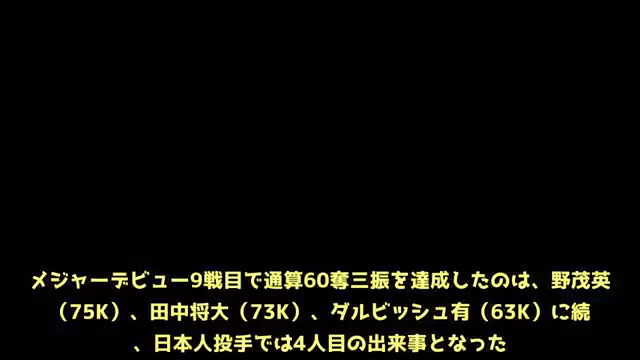 メジャーデビュー9戦目で通算60奪三振を達成したのは、野茂英
（75K）、田中将大（73K）、ダルビッシュ有（63K）に続
、日本人投手では4人目の出来事となった